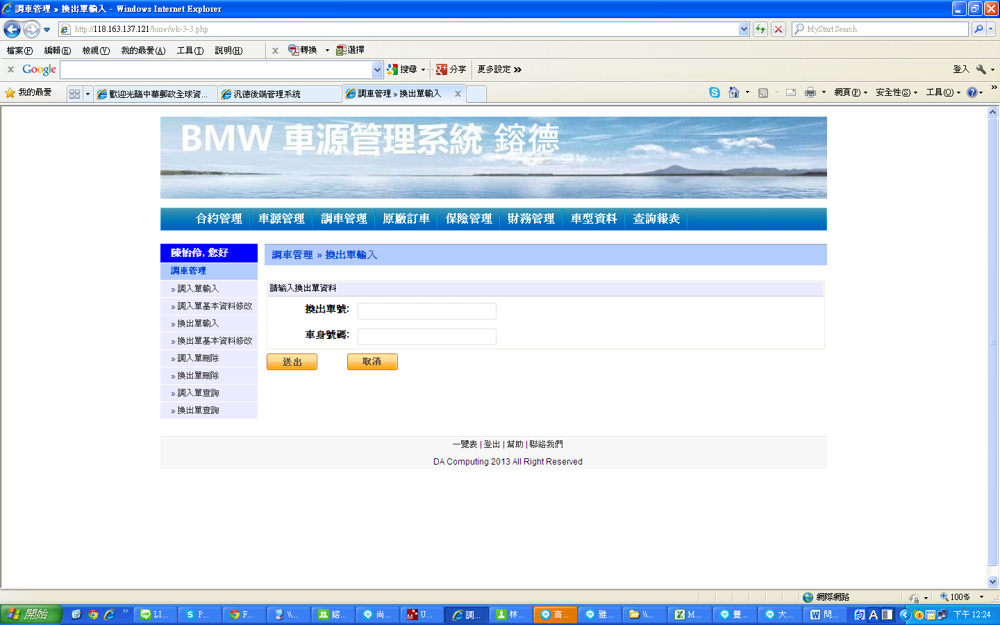 調車管理 » 換出單輸入 - Windows Internet Explorer
http://118.163.137.121/bmw/wk-3-3.php
MyStart Search
檔案(F) 編輯(E) 檢視(V) 我的最愛(A) 工具(T) 說明(H) x 轉換 選擇
x Google 搜尋 分享 更多設定 » 登入
我的最愛 歡迎光臨中華郵政全球資... 汎德後端管理系統 調車管理 » 換出單輸入 x 網頁(P) 安全性(S) 工具(O) »
BMW 車源管理系統 鎔德
合約管理 車源管理 調車管理 原廠訂車 保險管理 財務管理 車型資料 查詢報表
陳怡伶, 您好
調車管理
» 調入單輸入
» 調入單基本資料修改
» 換出單輸入
» 換出單基本資料修改
» 調入單刪除
» 換出單刪除
» 調入單查詢
» 換出單查詢
調車管理 » 換出單輸入
請輸入換出單資料
換出單號:
車身號碼:
送出 取消
一覽表 | 登出 | 幫助 | 聯絡我們
DA Computing 2013 All Right Reserved
網際網路 100%
開始 » LI... P... F... \\... 鎔... 尚... U... 調... 林... 高... 雅... \\... M... 豐... 大... 問... A 下午 12:24